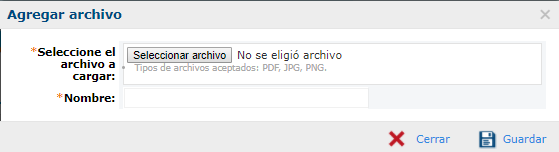 Agregar archivo
×
*Seleccione el archivo a cargar:
Seleccionar archivo No se eligió archivo
Tipos de archivos aceptados: PDF, JPG, PNG.
*Nombre:
Cerrar Guardar